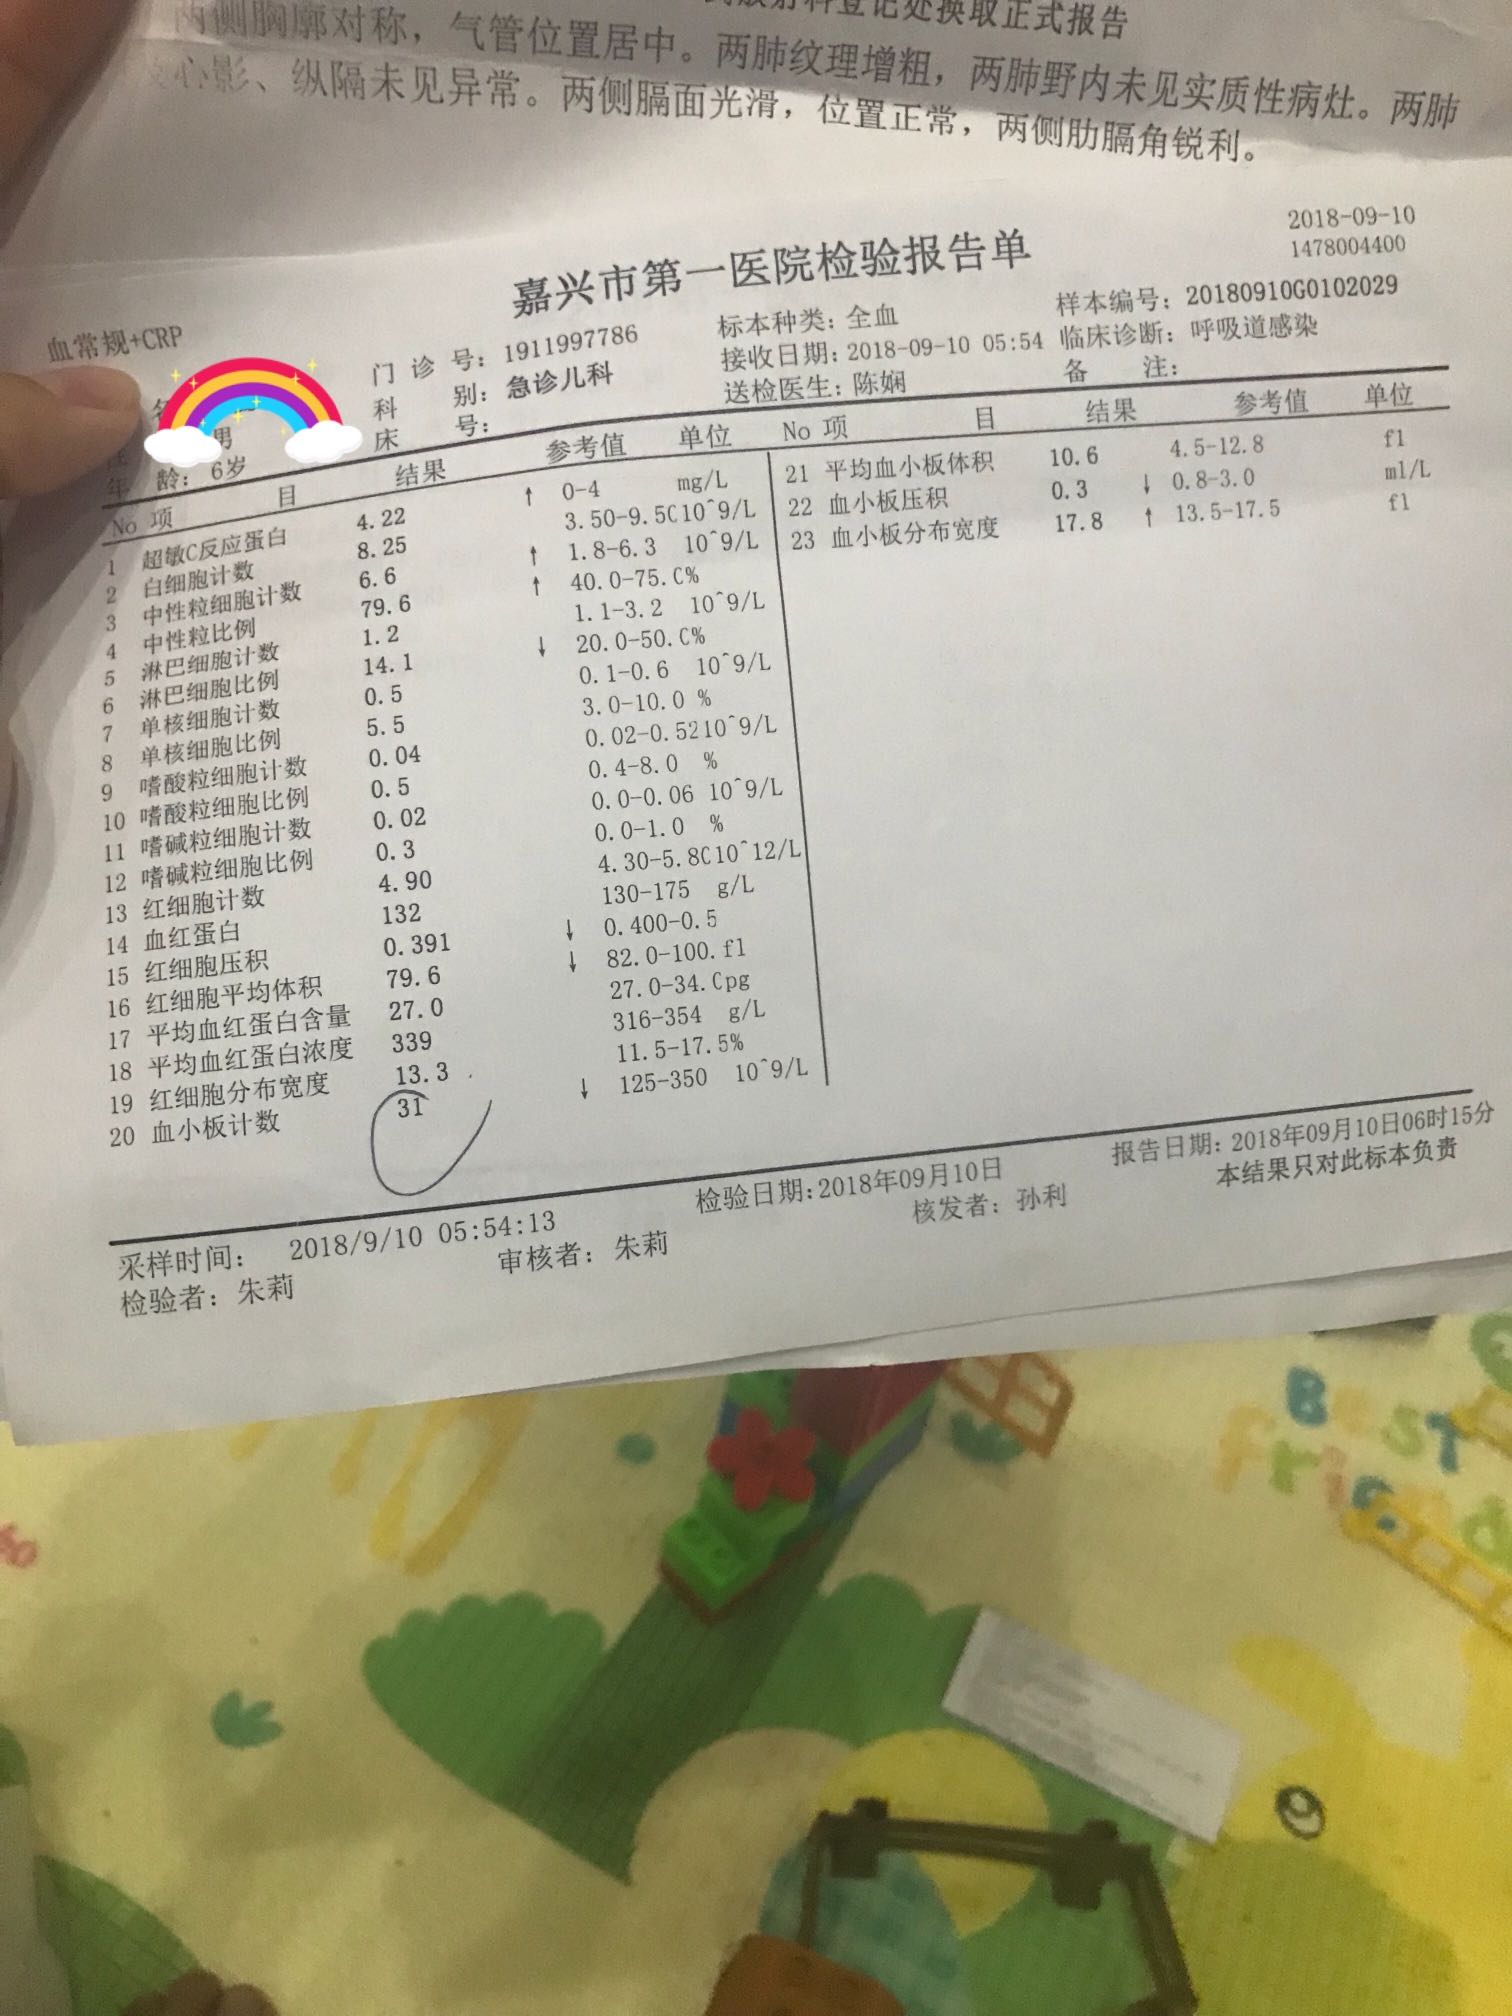 到放射科登记处换取正式报告
两侧胸廓对称，气管位置居中。两肺纹理增粗，两肺野内未见实质性病灶。两肺
心影、纵隔未见异常。两侧膈面光滑，位置正常，两侧肋膈角锐利。
2018-09-10
嘉兴市第一医院检验报告单 1478004400
血常规+CRP
门诊号：1911997786 标本种类：全血 样本编号：20180910G0102029
男 科别：急诊儿科 接收日期：2018-09-10 05:54 临床诊断：呼吸道感染
年龄：6岁 床号： 送检医生：陈娴 备注：
No 项目 结果 参考值 单位 No 项目 结果 参考值 单位
1 超敏C反应蛋白 4.22 ↑ 0-4 mg/L 21 平均血小板体积 10.6 4.5-12.8 fl
2 白细胞计数 8.25 3.50-9.5C10^9/L 22 血小板压积 0.3 ↓ 0.8-3.0 ml/L
3 中性粒细胞计数 6.6 ↑ 1.8-6.3 10^9/L 23 血小板分布宽度 17.8 ↑ 13.5-17.5 fl
4 中性粒比例 79.6 ↑ 40.0-75.C%
5 淋巴细胞计数 1.2 1.1-3.2 10^9/L
6 淋巴细胞比例 14.1 ↓ 20.0-50.C%
7 单核细胞计数 0.5 0.1-0.6 10^9/L
8 单核细胞比例 5.5 3.0-10.0 %
9 嗜酸粒细胞计数 0.04 0.02-0.5210^9/L
10 嗜酸粒细胞比例 0.5 0.4-8.0 %
11 嗜碱粒细胞计数 0.02 0.0-0.06 10^9/L
12 嗜碱粒细胞比例 0.3 0.0-1.0 %
13 红细胞计数 4.90 4.30-5.8C10^12/L
14 血红蛋白 132 130-175 g/L
15 红细胞压积 0.391 ↓ 0.400-0.5
16 红细胞平均体积 79.6 ↓ 82.0-100.fl
17 平均血红蛋白含量 27.0 27.0-34.Cpg
18 平均血红蛋白浓度 339 316-354 g/L
19 红细胞分布宽度 13.3 11.5-17.5%
20 血小板计数 31 ↓ 125-350 10^9/L
采样时间： 2018/9/10 05:54:13 检验日期:2018年09月10日 报告日期: 2018年09月10日06时15分
检验者：朱莉 审核者：朱莉 核发者：孙利 本结果只对此标本负责
BesT
friends